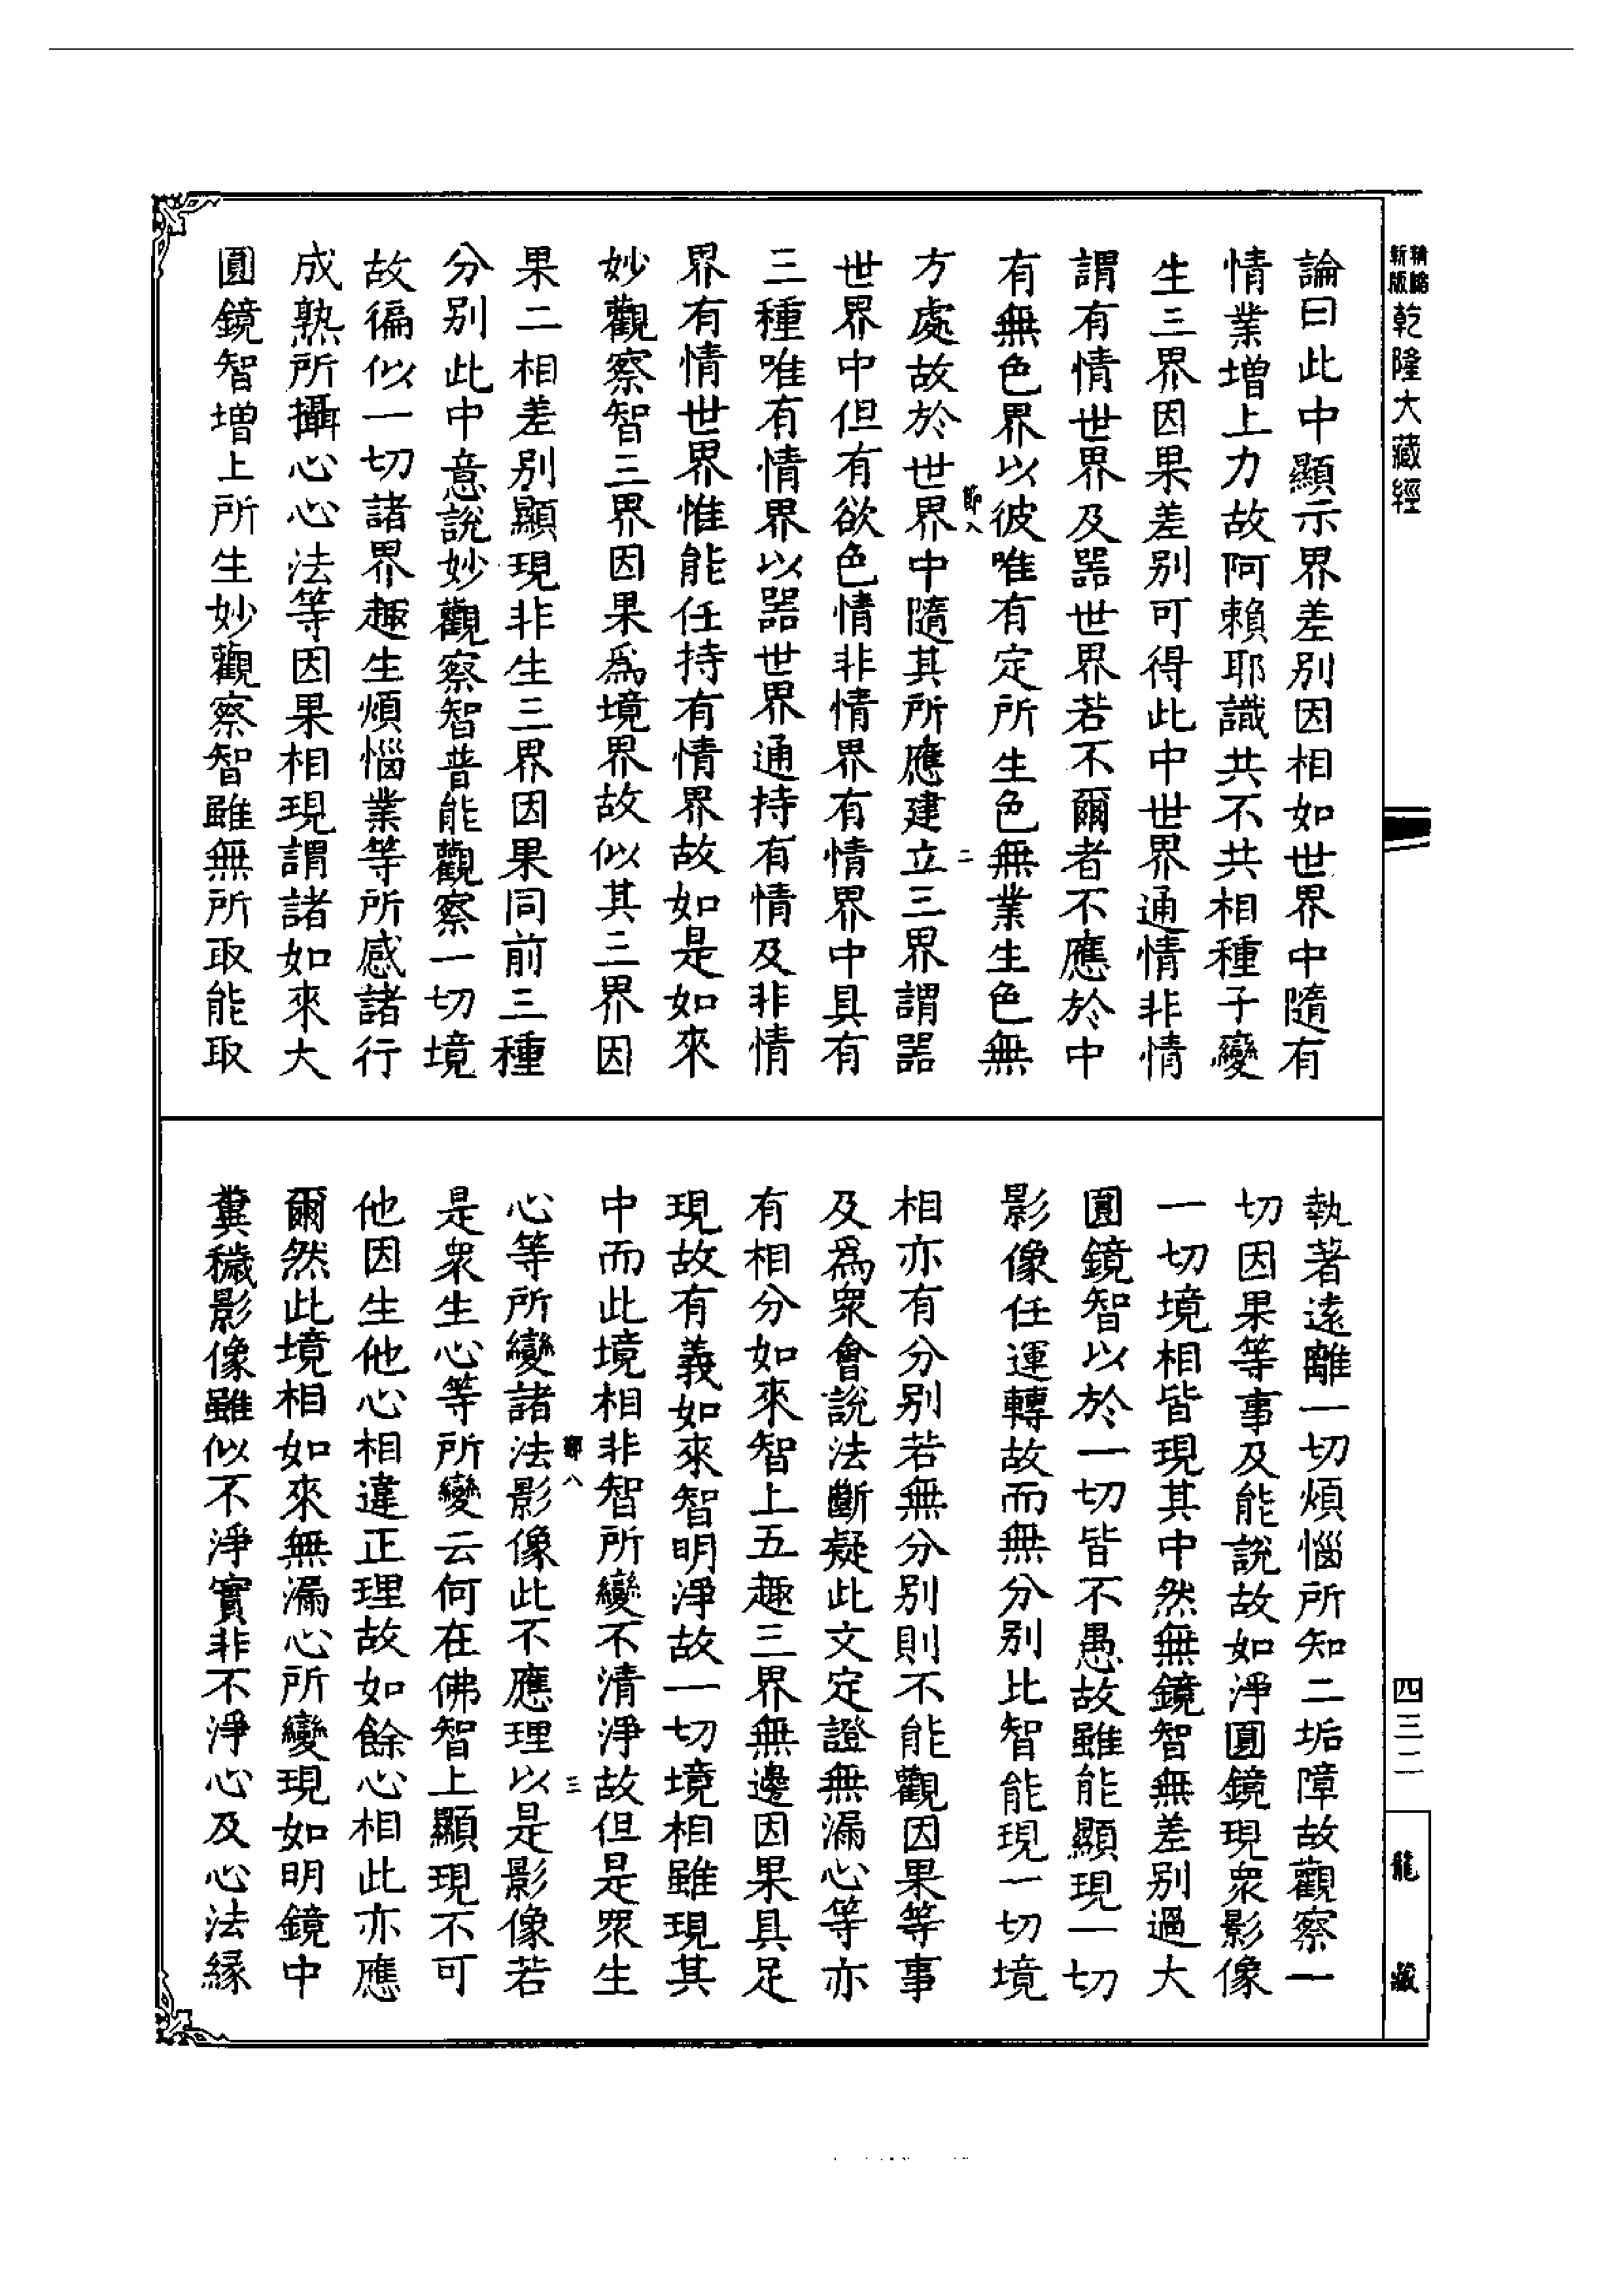 精縮
新版
乾隆大藏經
四三二
龍藏
論曰此中顯示界差別因相如世界中隨有
情業增上力故阿賴耶識共不共相種子變
生三界因果差別可得此中世界通情非情
謂有情世界及器世界若不爾者不應於中
有無色界以彼唯有定所生色無業生色無
節八
二
方處故於世界中隨其所應建立三界謂器
世界中但有欲色情非情界有情界中具有
三種唯有情界以器世界通持有情及非情
界有情世界惟能任持有情界故如是如來
妙觀察智三界因果爲境界故似其三界因
果二相差別顯現非生三界因果同前三種
分別此中意說妙觀察智普能觀察一切境
故徧似一切諸界趣生煩惱業等所感諸行
成熟所攝心心法等因果相現謂諸如來大
圓鏡智增上所生妙觀察智雖無所取能取
執著遠離一切煩惱所知二垢障故觀察一
切因果等事及能說故如淨圓鏡現衆影像
一切境相皆現其中然無鏡智無差別過大
圓鏡智以於一切皆不愚故雖能顯現一切
影像任運轉故而無分別比智能現一切境
相亦有分別若無分別則不能觀因果等事
及爲衆會說法斷疑此文定證無漏心等亦
有相分如來智上五趣三界無邊因果具足
現故有義如來智明淨故一切境相雖現其
中而此境相非智所變不清淨故但是眾生
節八
三
心等所變諸法影像此不應理以是影像若
是衆生心等所變云何在佛智上顯現不可
他因生他心相違正理故如餘心相此亦應
爾然此境相如來無漏心所變現如明鏡中
糞穢影像雖似不淨實非不淨心及心法緣